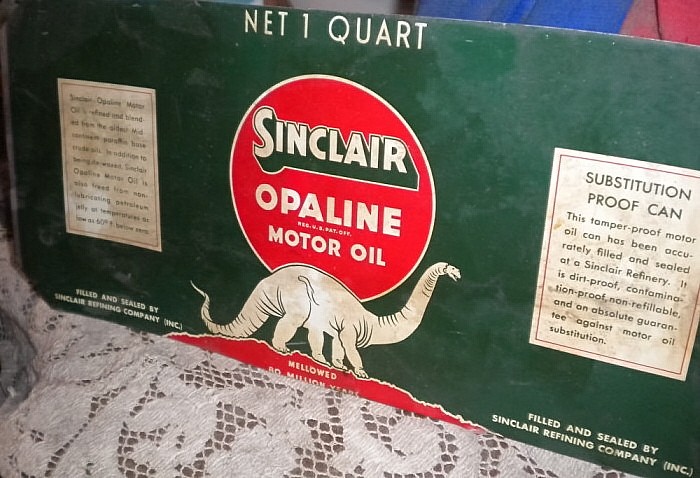 NET 1 QUART
Sinclair Opaline Motor
Oil is refined and blend-
ed from the oldest Mid
continent paraffin base
crude oils. In addition to
being de-waxed, Sinclair
Opaline Motor Oil is
also freed from non-
lubricating petroleum
jelly at temperatures as
low as 60° F. below zero.
FILLED AND SEALED BY
SINCLAIR REFINING COMPANY (INC.)
SINCLAIR
OPALINE
REG. U.S. PAT. OFF.
MOTOR OIL
MELLOWED
80 MILLION YEARS
SUBSTITUTION
PROOF CAN
This tamper-proof motor
oil can has been accu-
rately filled and sealed
at a Sinclair Refinery. It
is dirt-proof, contamina-
tion-proof, non-refillable,
and an absolute guaran-
tee against motor oil
substitution.
FILLED AND SEALED BY
SINCLAIR REFINING COMPANY (INC.)